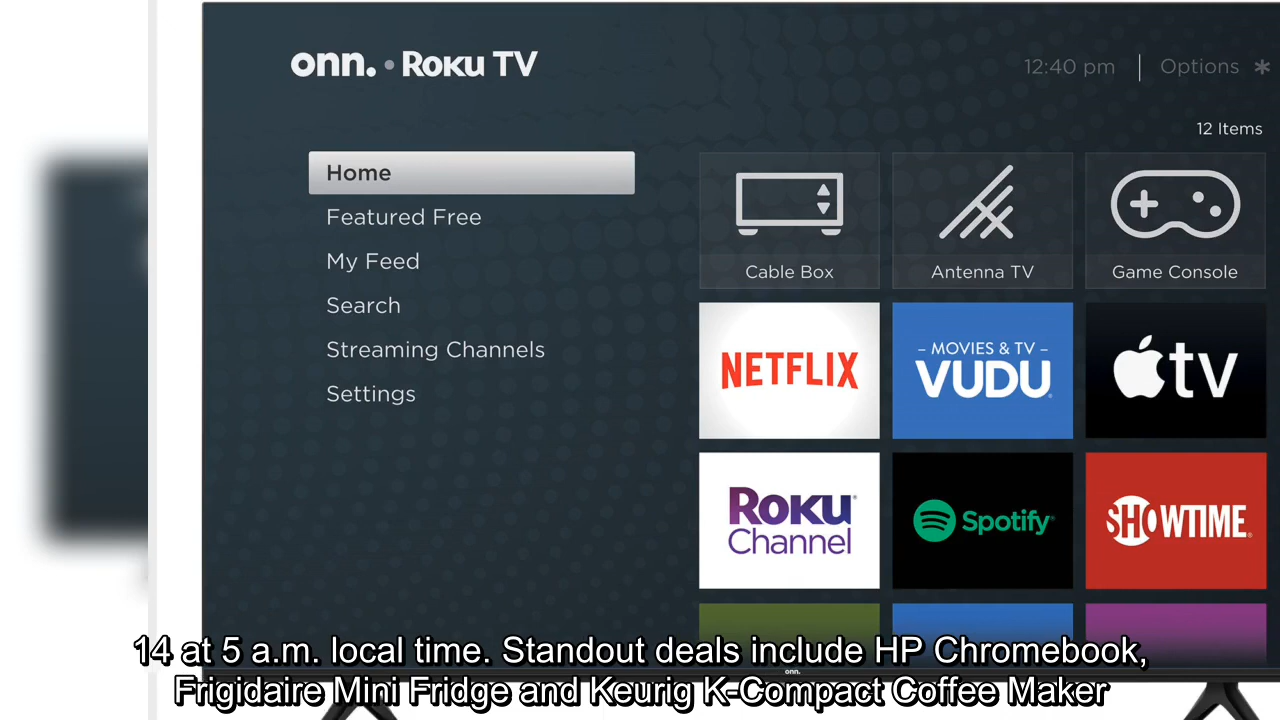 onn. • Roku TV
12:40 pm | Options *
12 Items
Home
Featured Free
My Feed
Search
Streaming Channels
Settings
Cable Box
Antenna TV
Game Console
NETFLIX
– MOVIES & TV –
VUDU
apple tv
Roku
Channel
Spotify
SHOWTIME
14 at 5 a.m. local time. Standout deals include HP Chromebook,
onn.
Frigidaire Mini Fridge and Keurig K-Compact Coffee Maker